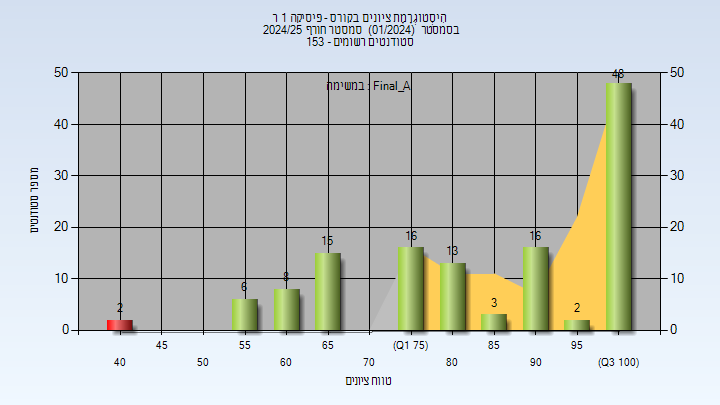 היסטוגרמת ציונים בקורס - פיסיקה 1 ר
בסמסטר (01/2024) סמסטר חורף 2024/25
סטודנטים רשומים - 153
במשימה : Final_A
מספר סטודנטים
50 40 30 20 10 0
50 40 30 20 10 0
2 6 8 15 16 13 3 16 2 48
45 55 65 (Q1 75) 85 95
40 50 60 70 80 90 (Q3 100)
טווח ציונים